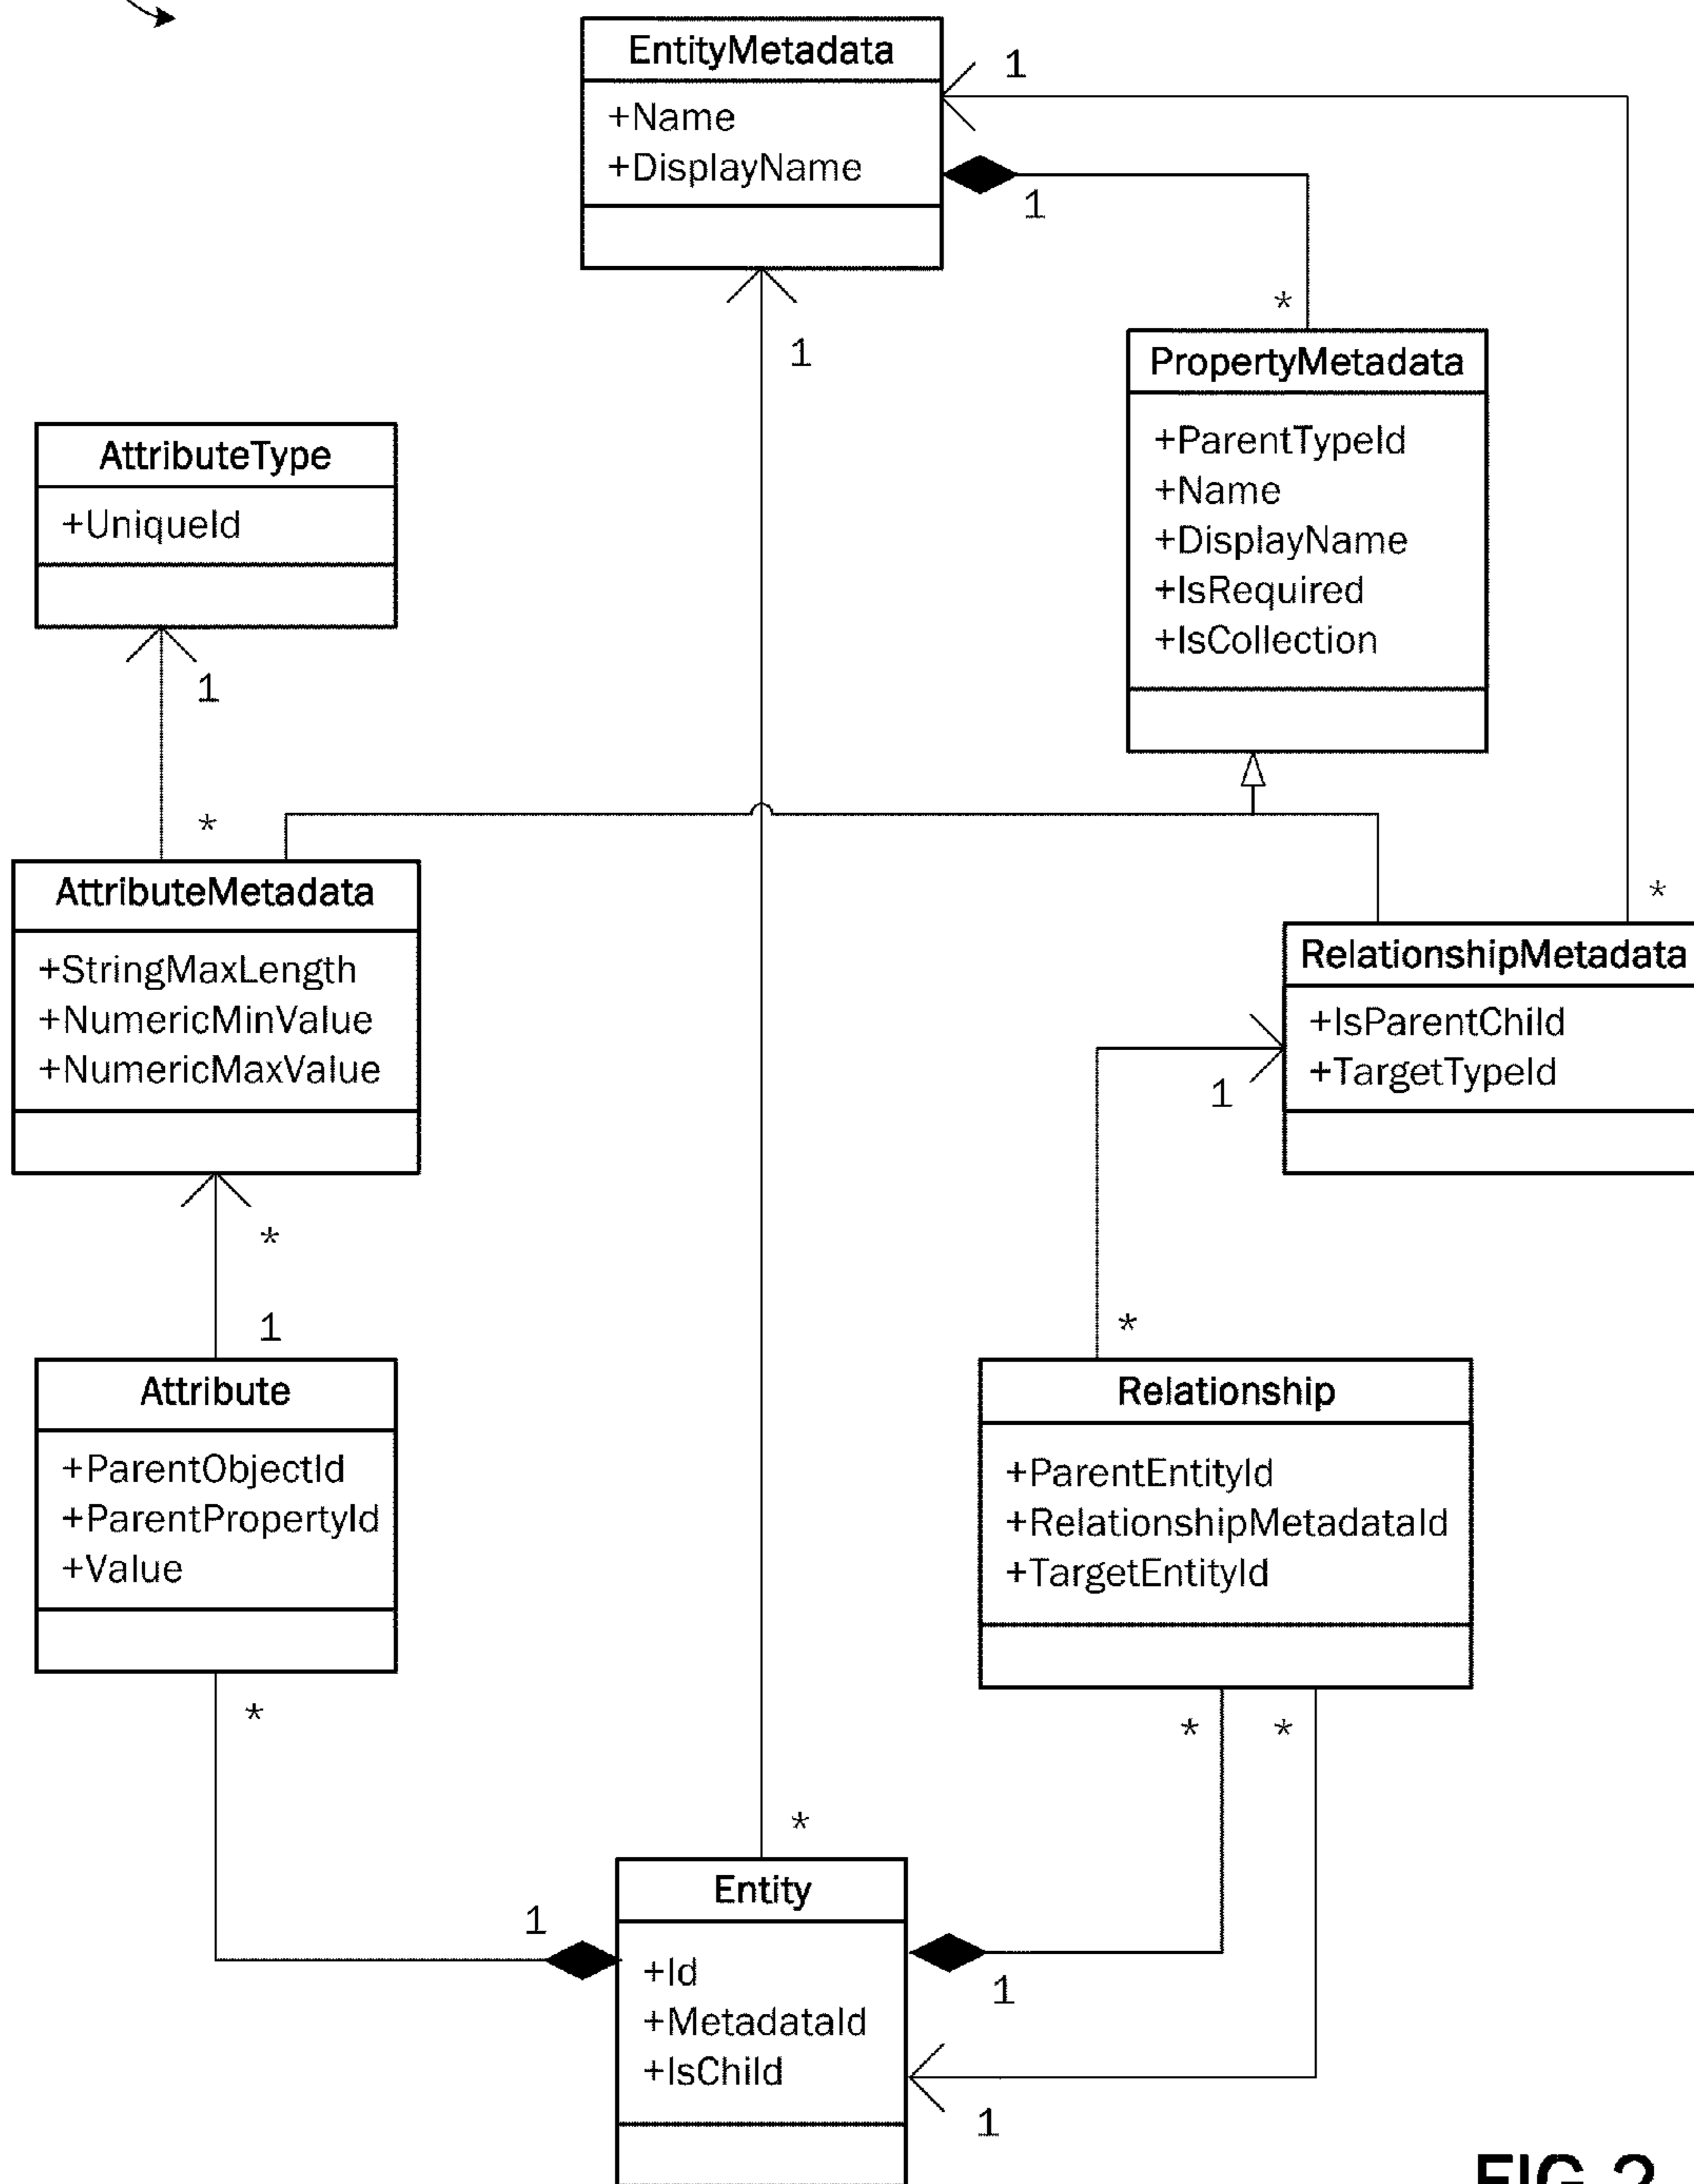 EntityMetadata
+Name
+DisplayName
1
1
*
1
PropertyMetadata
+ParentTypeId
+Name
+DisplayName
+IsRequired
+IsCollection
AttributeType
+UniqueId
1
*
AttributeMetadata
+StringMaxLength
+NumericMinValue
+NumericMaxValue
*
RelationshipMetadata
+IsParentChild
+TargetTypeId
1
*
*
1
Attribute
+ParentObjectId
+ParentPropertyId
+Value
*
Relationship
+ParentEntityId
+RelationshipMetadataId
+TargetEntityId
*
*
*
1
Entity
+Id
+MetadataId
+IsChild
1
1
FIG 2